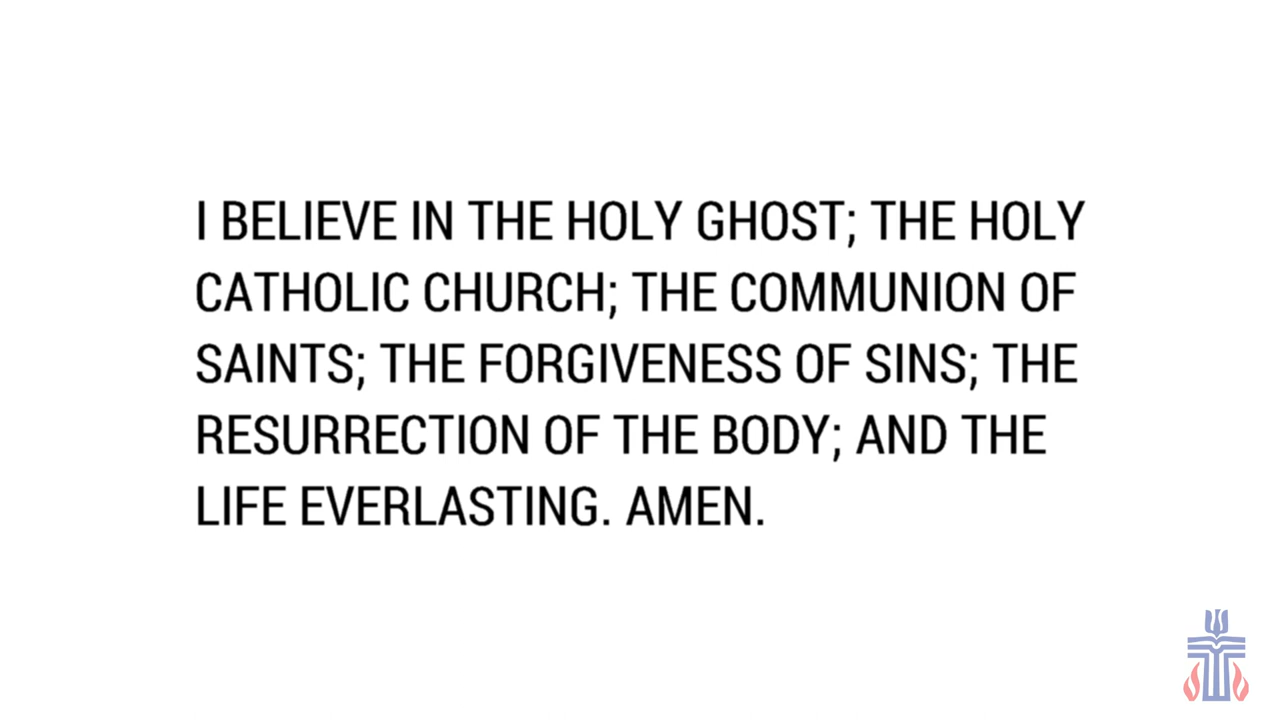 I BELIEVE IN THE HOLY GHOST; THE HOLY
CATHOLIC CHURCH; THE COMMUNION OF
SAINTS; THE FORGIVENESS OF SINS; THE
RESURRECTION OF THE BODY; AND THE
LIFE EVERLASTING. AMEN.